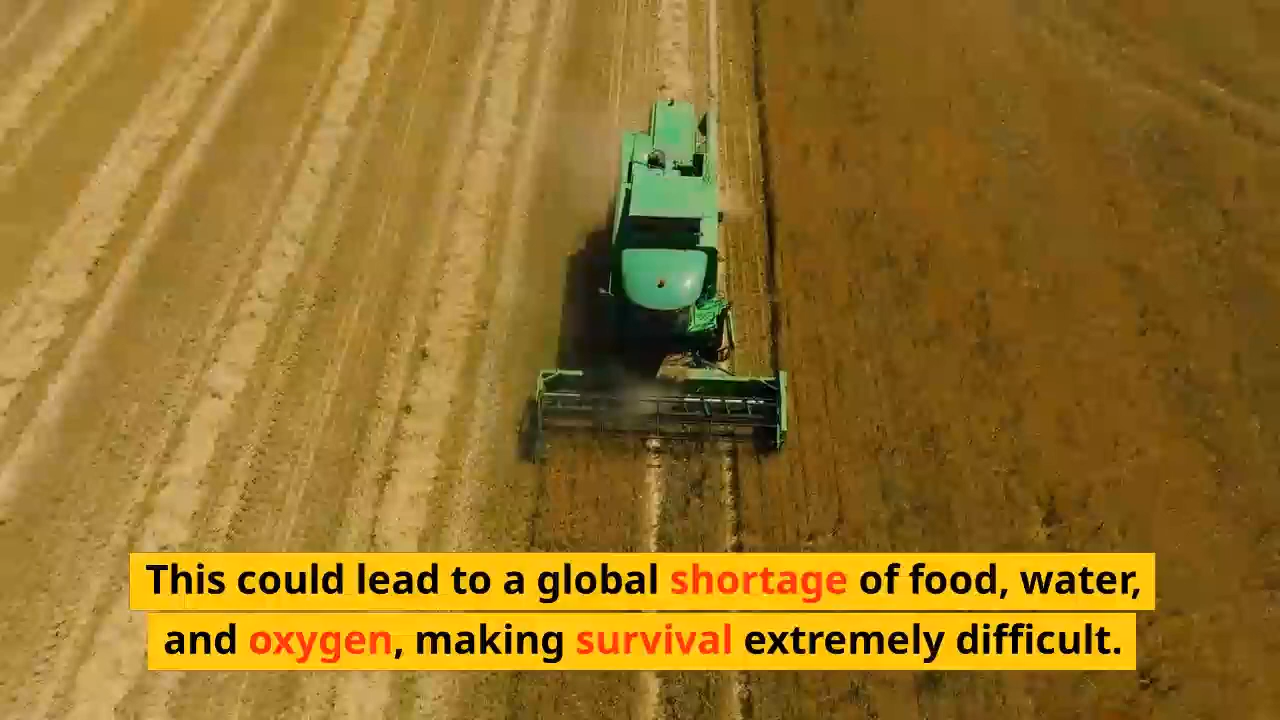 This could lead to a global shortage of food, water,
and oxygen, making survival extremely difficult.